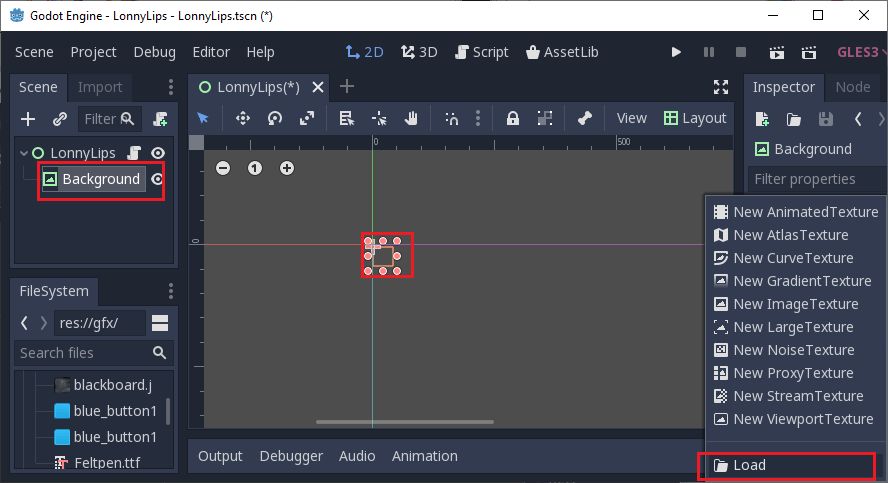 Godot Engine - LonnyLips - LonnyLips.tscn (*)
Scene Project Debug Editor Help 2D 3D Script AssetLib GLES3
Scene Import LonnyLips(*) Inspector Node
Filter View Layout
LonnyLips
Background
0 500
0
1
Background
Filter properties
New AnimatedTexture
New AtlasTexture
New CurveTexture
New GradientTexture
New ImageTexture
New LargeTexture
New NoiseTexture
New ProxyTexture
New StreamTexture
New ViewportTexture
Load
FileSystem
res://gfx/
Search files
blackboard.j
blue_button1
blue_button1
Feltpen.ttf
Output Debugger Audio Animation